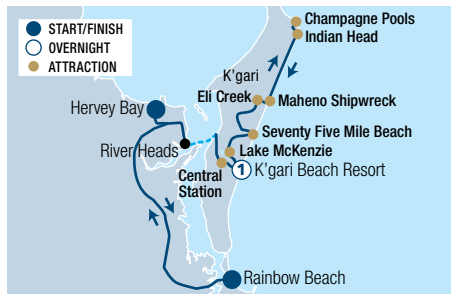 START/FINISH
OVERNIGHT
ATTRACTION
Champagne Pools
Indian Head
K'gari
Eli Creek
Maheno Shipwreck
Hervey Bay
River Heads
Seventy Five Mile Beach
Lake McKenzie
1 K'gari Beach Resort
Central
Station
Rainbow Beach